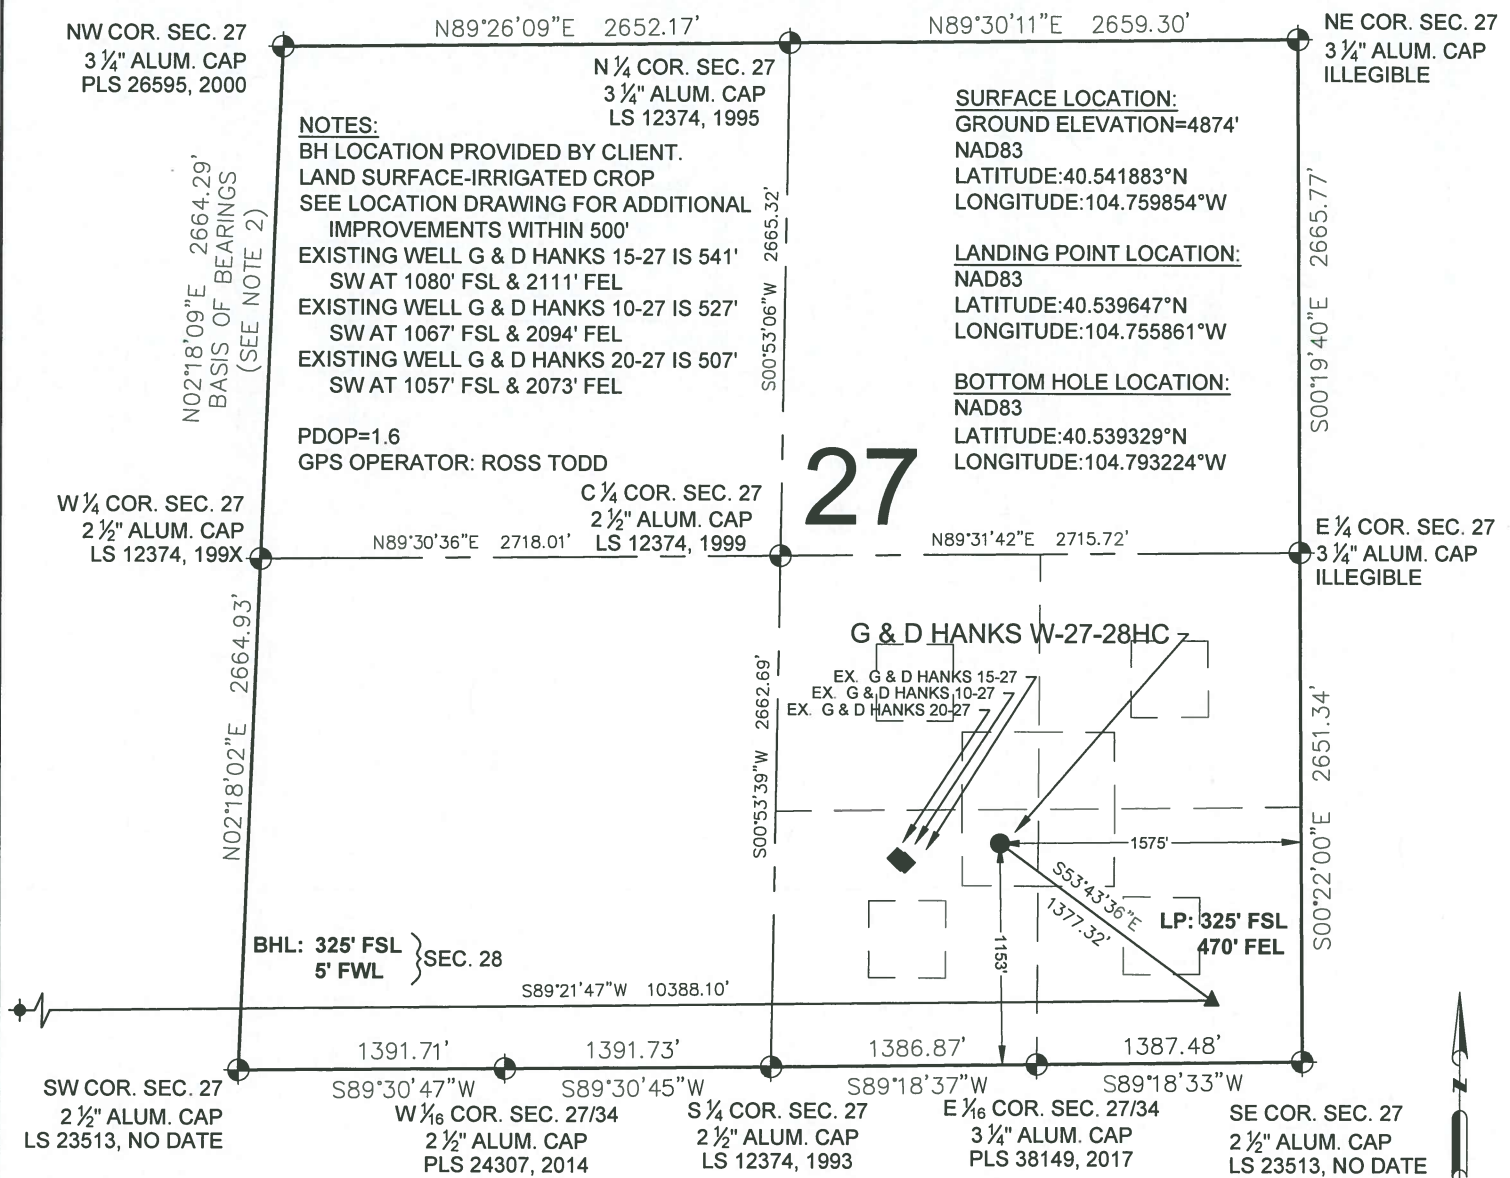 N89°26'09"E 2652.17'
N89°30'11"E 2659.30'
NW COR. SEC. 27
3 ¼" ALUM. CAP
PLS 26595, 2000
N ¼ COR. SEC. 27
3 ¼" ALUM. CAP
LS 12374, 1995
NE COR. SEC. 27
3 ¼" ALUM. CAP
ILLEGIBLE
NOTES:
BH LOCATION PROVIDED BY CLIENT.
LAND SURFACE-IRRIGATED CROP
SEE LOCATION DRAWING FOR ADDITIONAL
IMPROVEMENTS WITHIN 500'
EXISTING WELL G & D HANKS 15-27 IS 541'
SW AT 1080' FSL & 2111' FEL
EXISTING WELL G & D HANKS 10-27 IS 527'
SW AT 1067' FSL & 2094' FEL
EXISTING WELL G & D HANKS 20-27 IS 507'
SW AT 1057' FSL & 2073' FEL
PDOP=1.6
GPS OPERATOR: ROSS TODD
SURFACE LOCATION:
GROUND ELEVATION=4874'
NAD83
LATITUDE:40.541883°N
LONGITUDE:104.759854°W
LANDING POINT LOCATION:
NAD83
LATITUDE:40.539647°N
LONGITUDE:104.755861°W
BOTTOM HOLE LOCATION:
NAD83
LATITUDE:40.539329°N
LONGITUDE:104.793224°W
N02°18'09"E 2664.29'
BASIS OF BEARINGS
(SEE NOTE 2)
S00°53'06"W 2665.32'
S00°19'40"E 2665.77'
27
W ¼ COR. SEC. 27
2 ½" ALUM. CAP
LS 12374, 199X
C ¼ COR. SEC. 27
2 ½" ALUM. CAP
LS 12374, 1999
E ¼ COR. SEC. 27
3 ¼" ALUM. CAP
ILLEGIBLE
N89°30'36"E 2718.01'
N89°31'42"E 2715.72'
G & D HANKS W-27-28HC
EX. G & D HANKS 15-27
EX. G & D HANKS 10-27
EX. G & D HANKS 20-27
N02°18'02"E 2664.93'
S00°53'39"W 2662.69'
S00°22'00"E 2651.34'
1575'
S53°43'36"E
1377.32'
1153'
LP: 325' FSL
470' FEL
BHL: 325' FSL
5' FWL
SEC. 28
S89°21'47"W 10388.10'
1391.71'
1391.73'
1386.87'
1387.48'
S89°30'47"W
S89°30'45"W
S89°18'37"W
S89°18'33"W
SW COR. SEC. 27
2 ½" ALUM. CAP
LS 23513, NO DATE
W 1/16 COR. SEC. 27/34
2 ½" ALUM. CAP
PLS 24307, 2014
S ¼ COR. SEC. 27
2 ½" ALUM. CAP
LS 12374, 1993
E 1/16 COR. SEC. 27/34
3 ¼" ALUM. CAP
PLS 38149, 2017
SE COR. SEC. 27
2 ½" ALUM. CAP
LS 23513, NO DATE
N